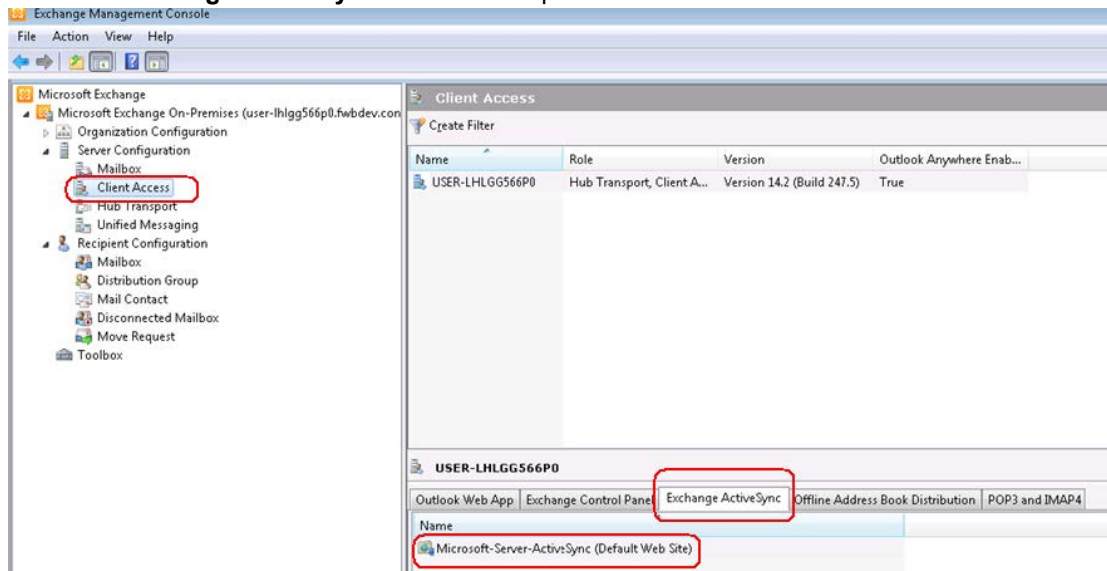 Exchange Management Console
File Action View Help
Microsoft Exchange
Microsoft Exchange On-Premises (user-lhlgg566p0.fwbdev.con
Organization Configuration
Server Configuration
Mailbox
Client Access
Hub Transport
Unified Messaging
Recipient Configuration
Mailbox
Distribution Group
Mail Contact
Disconnected Mailbox
Move Request
Toolbox
Client Access
Create Filter
Name Role Version Outlook Anywhere Enab...
USER-LHLGG566P0 Hub Transport, Client A... Version 14.2 (Build 247.5) True
USER-LHLGG566P0
Outlook Web App Exchange Control Panel Exchange ActiveSync Offline Address Book Distribution POP3 and IMAP4
Name
Microsoft-Server-ActiveSync (Default Web Site)